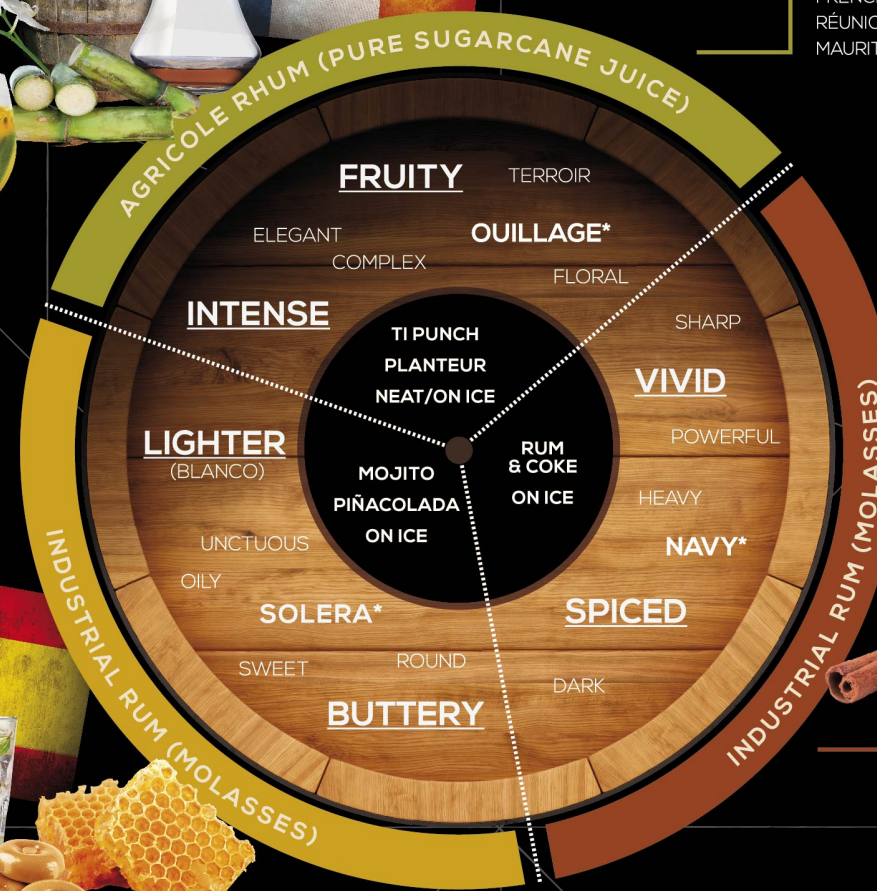 MAURIT
AGRICOLE RHUM (PURE SUGARCANE JUICE)
FRUITY
TERROIR
ELEGANT
OUILLAGE*
COMPLEX
FLORAL
INTENSE
TI PUNCH
PLANTEUR
NEAT/ON ICE
SHARP
VIVID
POWERFUL
HEAVY
NAVY*
SPICED
DARK
RUM
& COKE
ON ICE
INDUSTRIAL RUM (MOLASSES)
LIGHTER
(BLANCO)
MOJITO
PIÑACOLADA
ON ICE
UNCTUOUS
OILY
SOLERA*
SWEET
ROUND
BUTTERY
INDUSTRIAL RUM (MOLASSES)